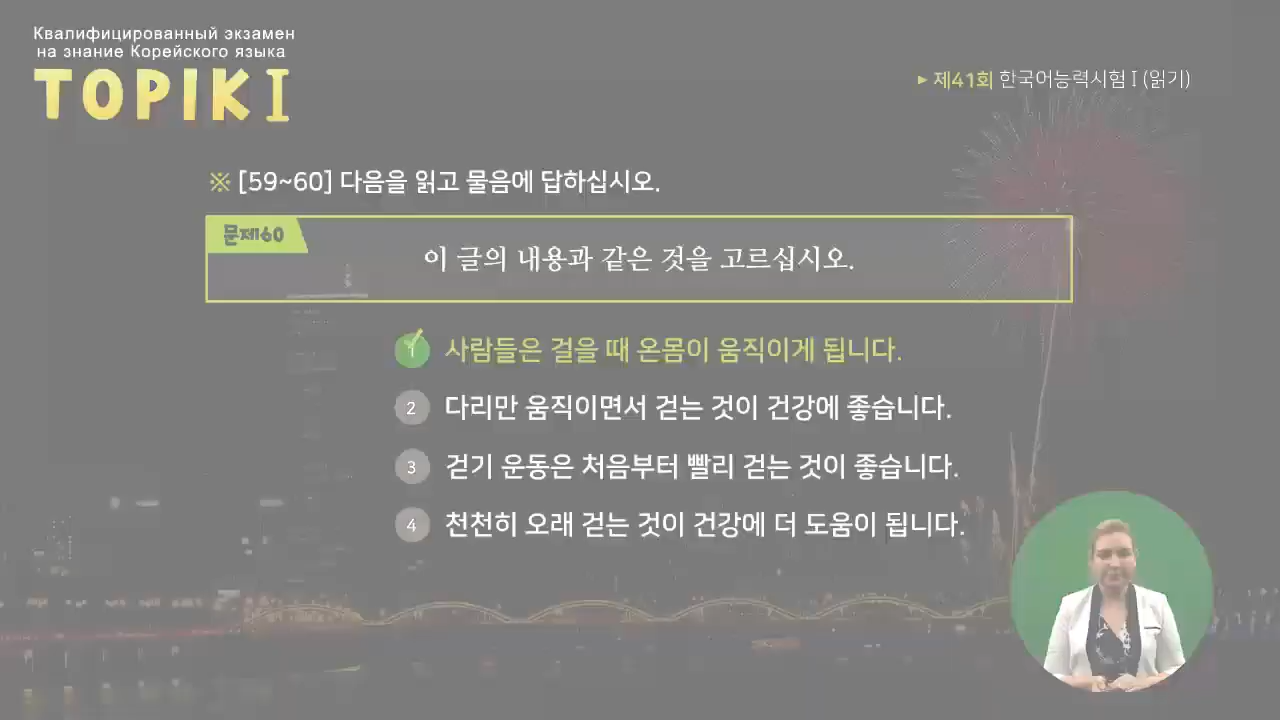 Квалифицированный экзамен
на знание Корейского языка
TOPIK I
▶ 제41회 한국어능력시험 I (읽기)
※ [59~60] 다음을 읽고 물음에 답하십시오.
문제60
이 글의 내용과 같은 것을 고르십시오.
1 사람들은 걸을 때 온몸이 움직이게 됩니다.
2 다리만 움직이면서 걷는 것이 건강에 좋습니다.
3 걷기 운동은 처음부터 빨리 걷는 것이 좋습니다.
4 천천히 오래 걷는 것이 건강에 더 도움이 됩니다.